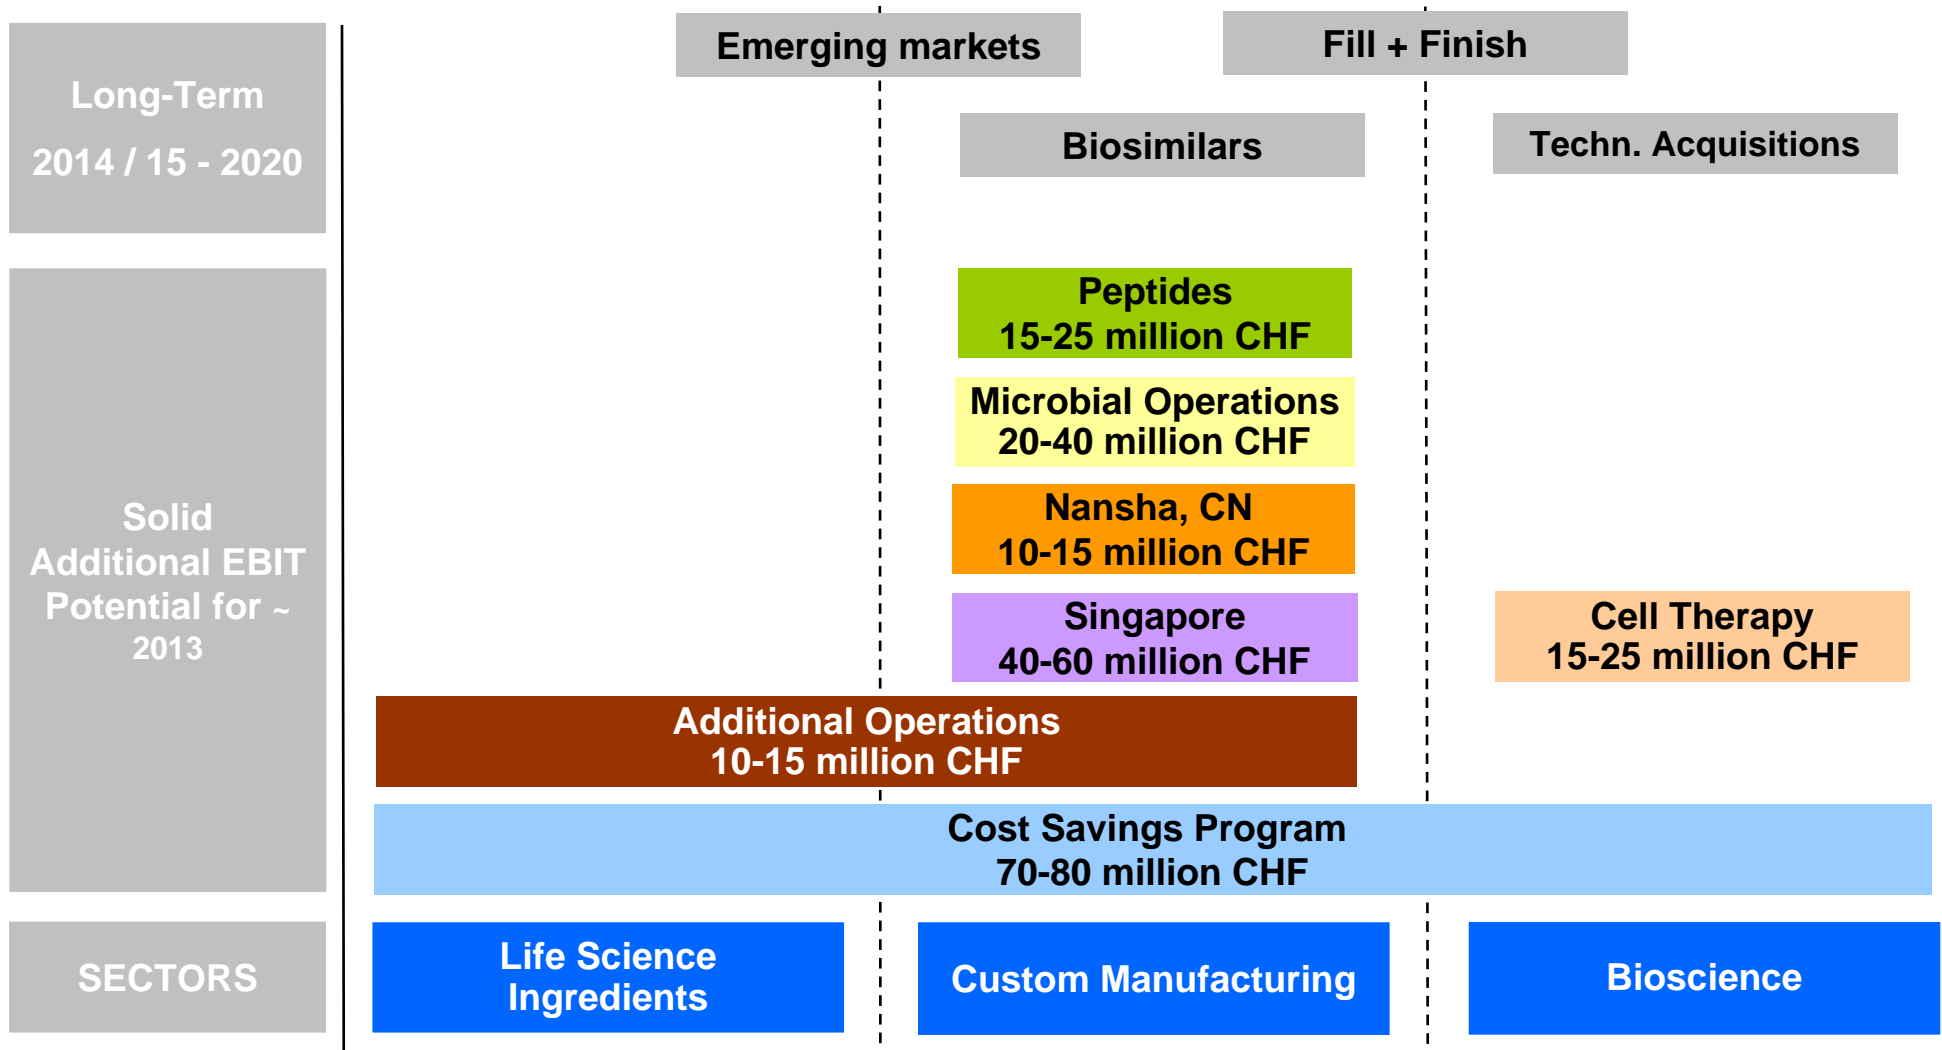 Emerging markets
Fill + Finish
Long-Term
2014 / 15 - 2020
Biosimilars
Techn. Acquisitions
Solid
Additional EBIT
Potential for ~
2013
Peptides
15-25 million CHF
Microbial Operations
20-40 million CHF
Nansha, CN
10-15 million CHF
Singapore
40-60 million CHF
Cell Therapy
15-25 million CHF
Additional Operations
10-15 million CHF
Cost Savings Program
70-80 million CHF
SECTORS
Life Science
Ingredients
Custom Manufacturing
Bioscience